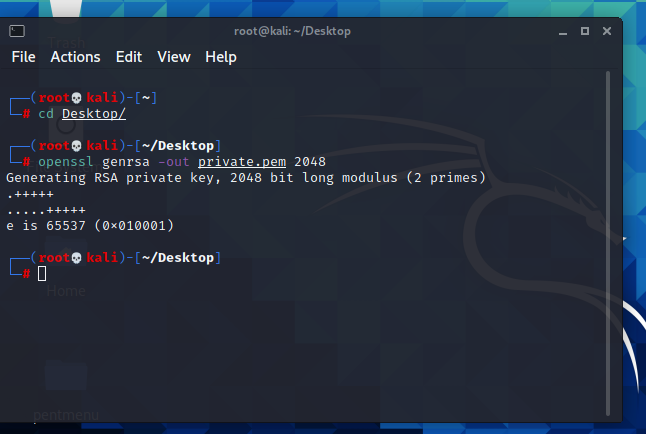 root@kali: ~/Desktop
Trash
File Actions Edit View Help
┌──(root💀kali)-[~]
└─# cd Desktop/
┌──(root💀kali)-[~/Desktop]
└─# openssl genrsa -out private.pem 2048
Generating RSA private key, 2048 bit long modulus (2 primes)
.+++++
.....+++++
e is 65537 (0×010001)
┌──(root💀kali)-[~/Desktop]
└─#
Home
pentmenu